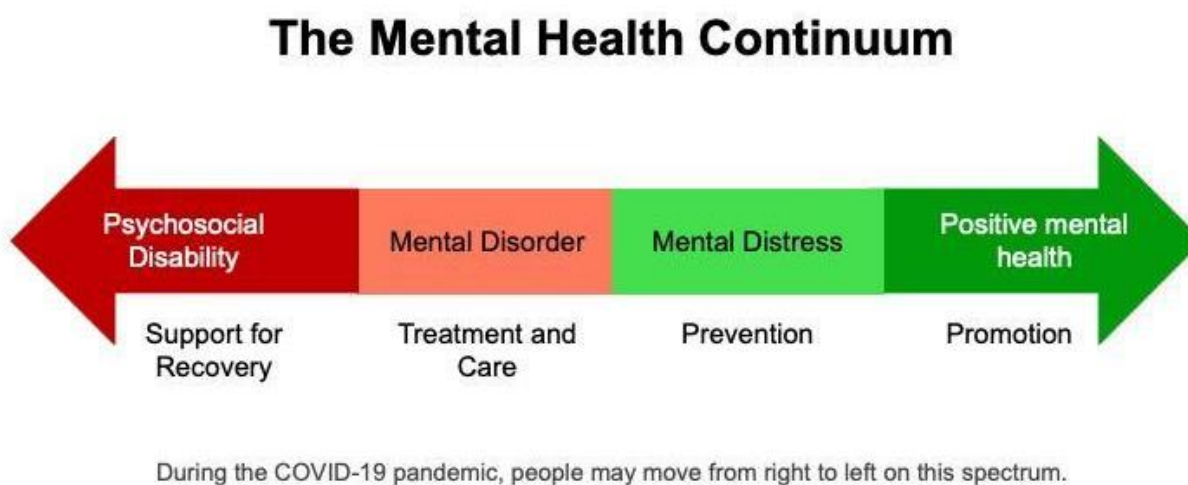 The Mental Health Continuum
Psychosocial
Disability
Mental Disorder
Mental Distress
Positive mental
health
Support for
Recovery
Treatment and
Care
Prevention
Promotion
During the COVID-19 pandemic, people may move from right to left on this spectrum.